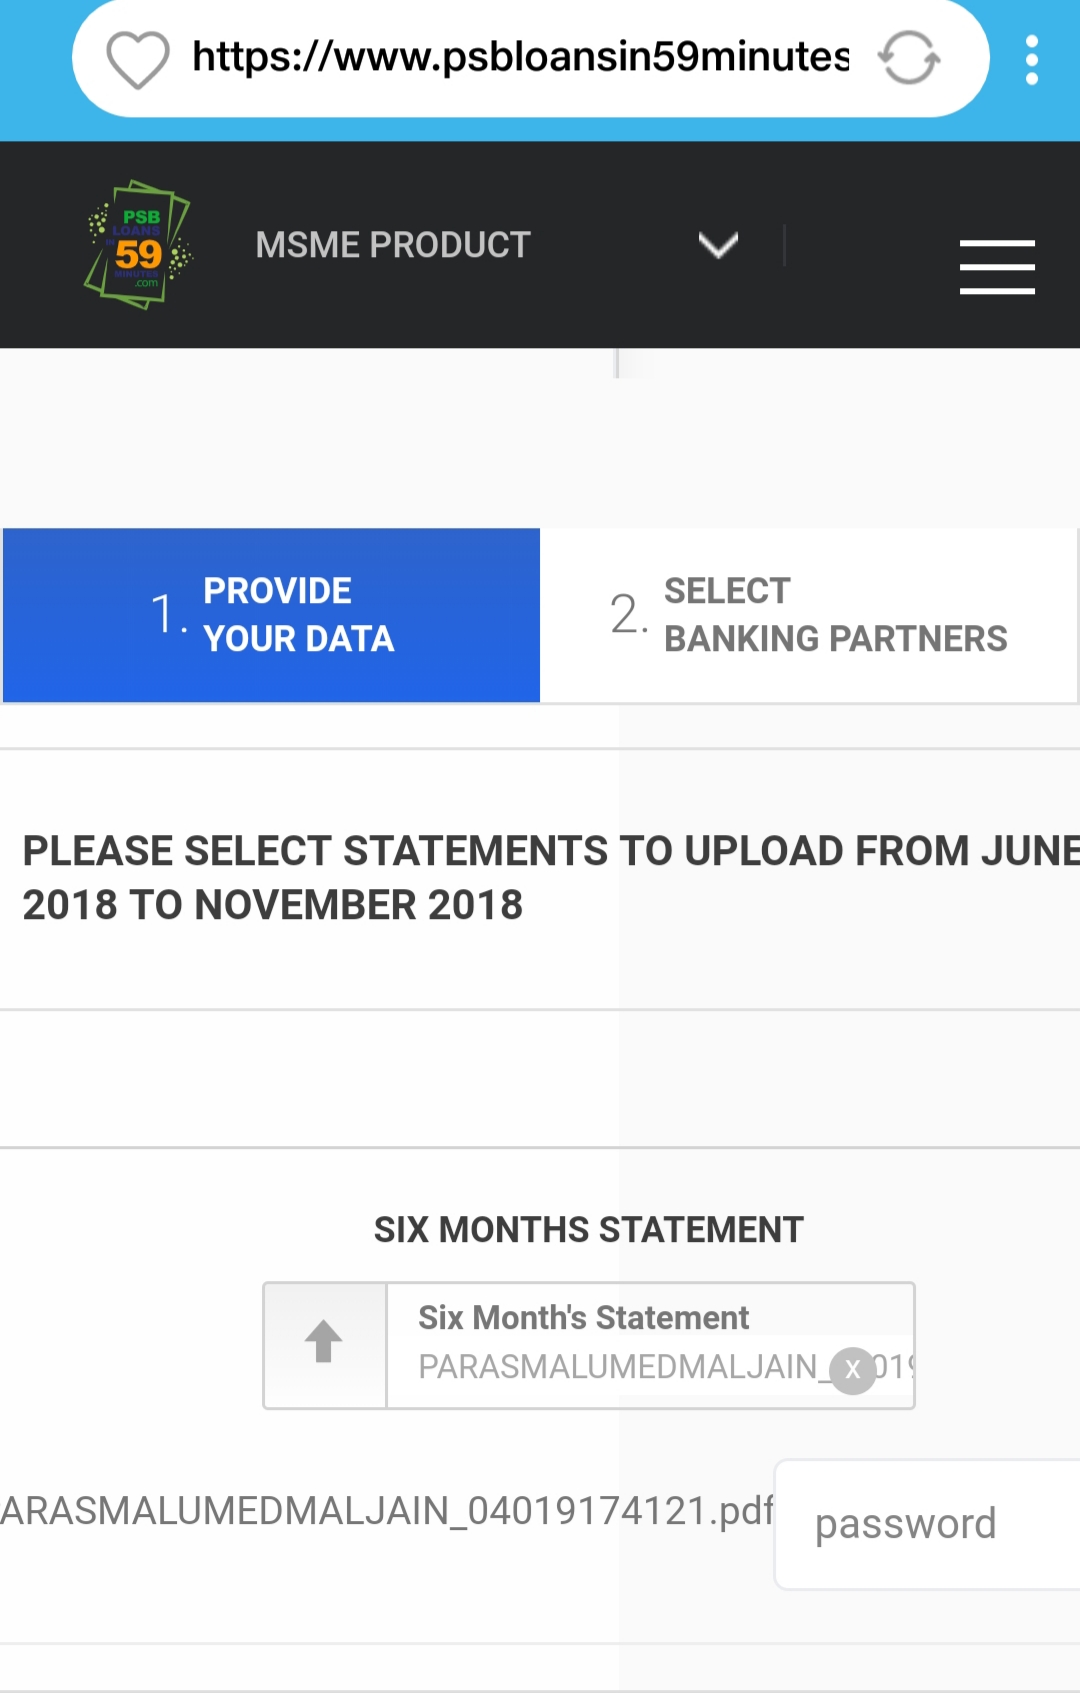 https://www.psbloansin59minutes
PSB
LOANS
IN
59
MINUTES
.com
MSME PRODUCT
1. PROVIDE
YOUR DATA
2. SELECT
BANKING PARTNERS
PLEASE SELECT STATEMENTS TO UPLOAD FROM JUNE
2018 TO NOVEMBER 2018
SIX MONTHS STATEMENT
Six Month's Statement
PARASMALUMEDMALJAIN_ X 019
ARASMALUMEDMALJAIN_04019174121.pdf
password